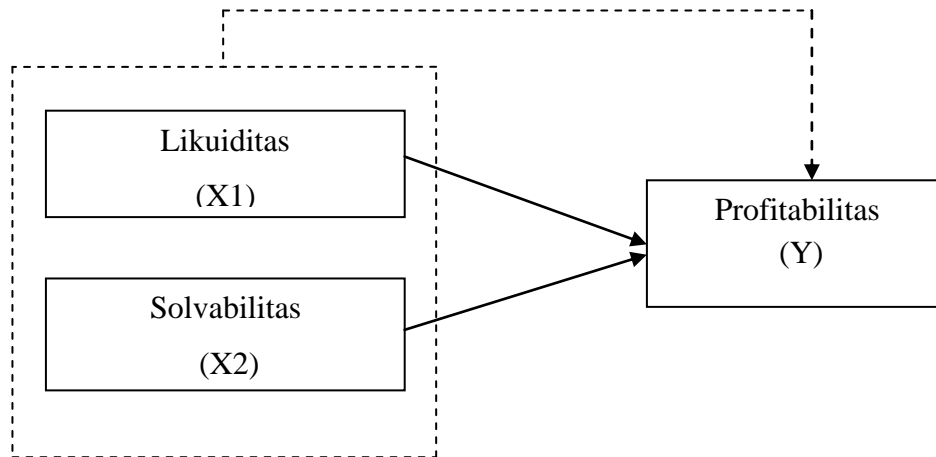 Likuiditas
(X1)
Profitabilitas
(Y)
Solvabilitas
(X2)